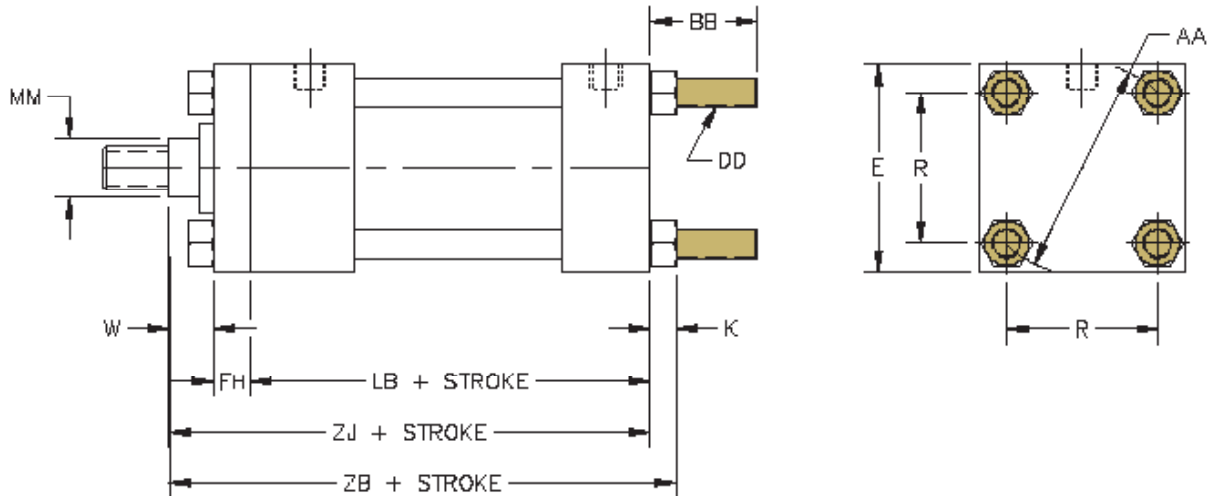 BB
AA
MM
DD
E
R
W
K
R
FH
LB + STROKE
ZJ + STROKE
ZB + STROKE